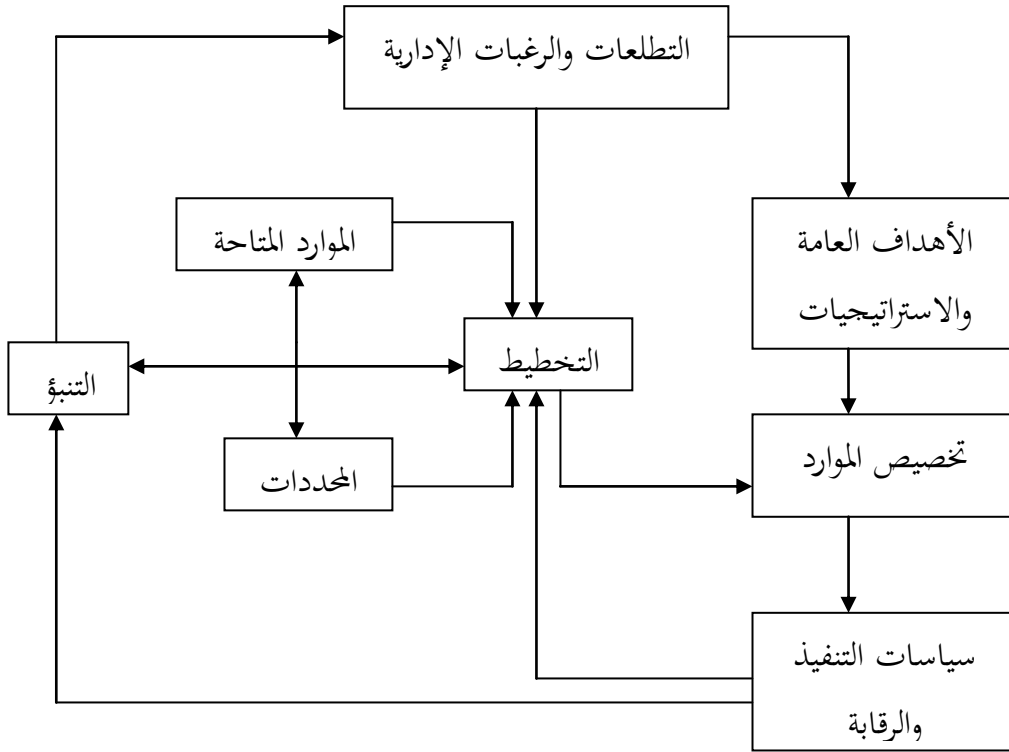 التطلعات والرغبات الإدارية
الموارد المتاحة
الأهداف العامة
والاستراتيجيات
التخطيط
التنبؤ
المحددات
تخصيص الموارد
سياسات التنفيذ
والرقابة